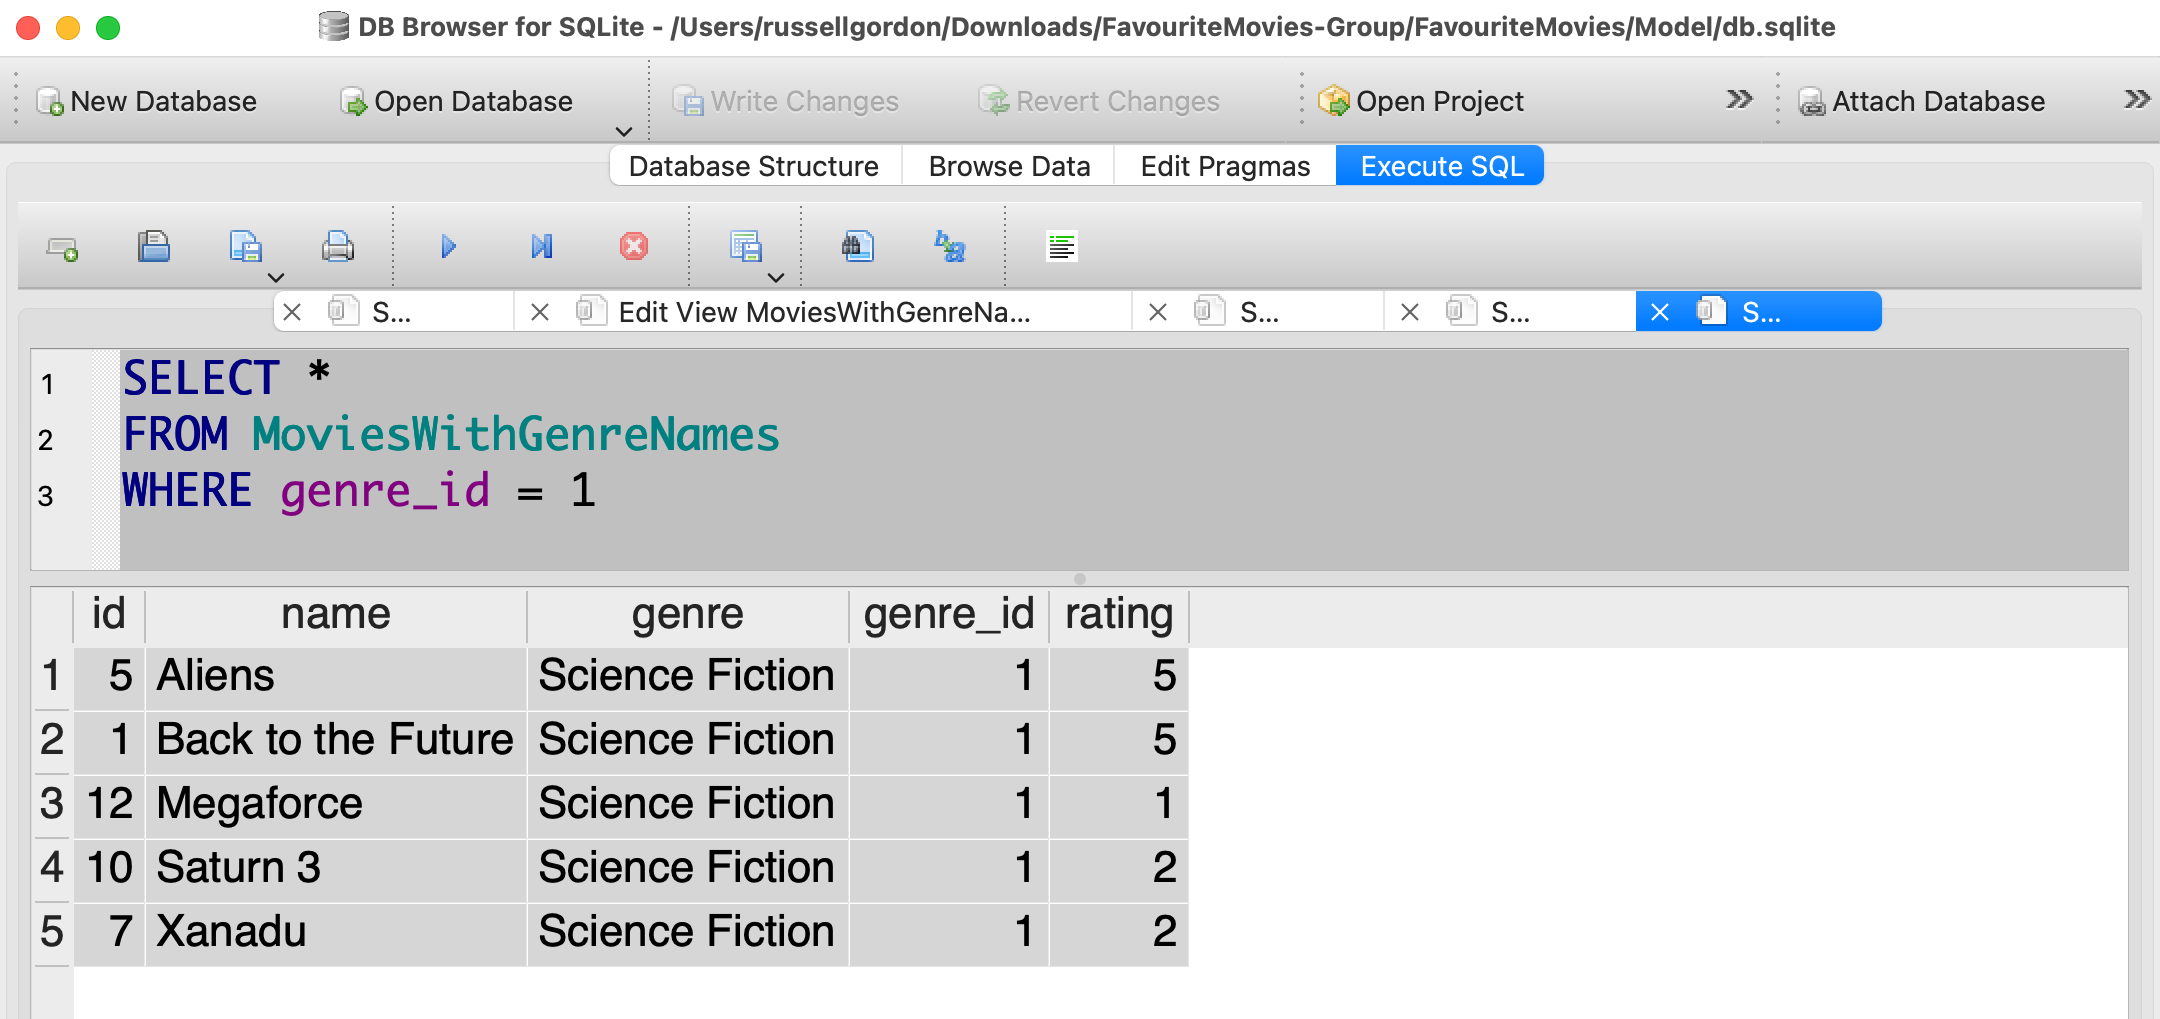 DB Browser for SQLite - /Users/russellgordon/Downloads/FavouriteMovies-Group/FavouriteMovies/Model/db.sqlite
New Database Open Database Write Changes Revert Changes Open Project Attach Database
Database Structure Browse Data Edit Pragmas Execute SQL
S... Edit View MoviesWithGenreNa... S... S... S...
1 SELECT *
2 FROM MoviesWithGenreNames
3 WHERE genre_id = 1
id name genre genre_id rating
1 5 Aliens Science Fiction 1 5
2 1 Back to the Future Science Fiction 1 5
3 12 Megaforce Science Fiction 1 1
4 10 Saturn 3 Science Fiction 1 2
5 7 Xanadu Science Fiction 1 2